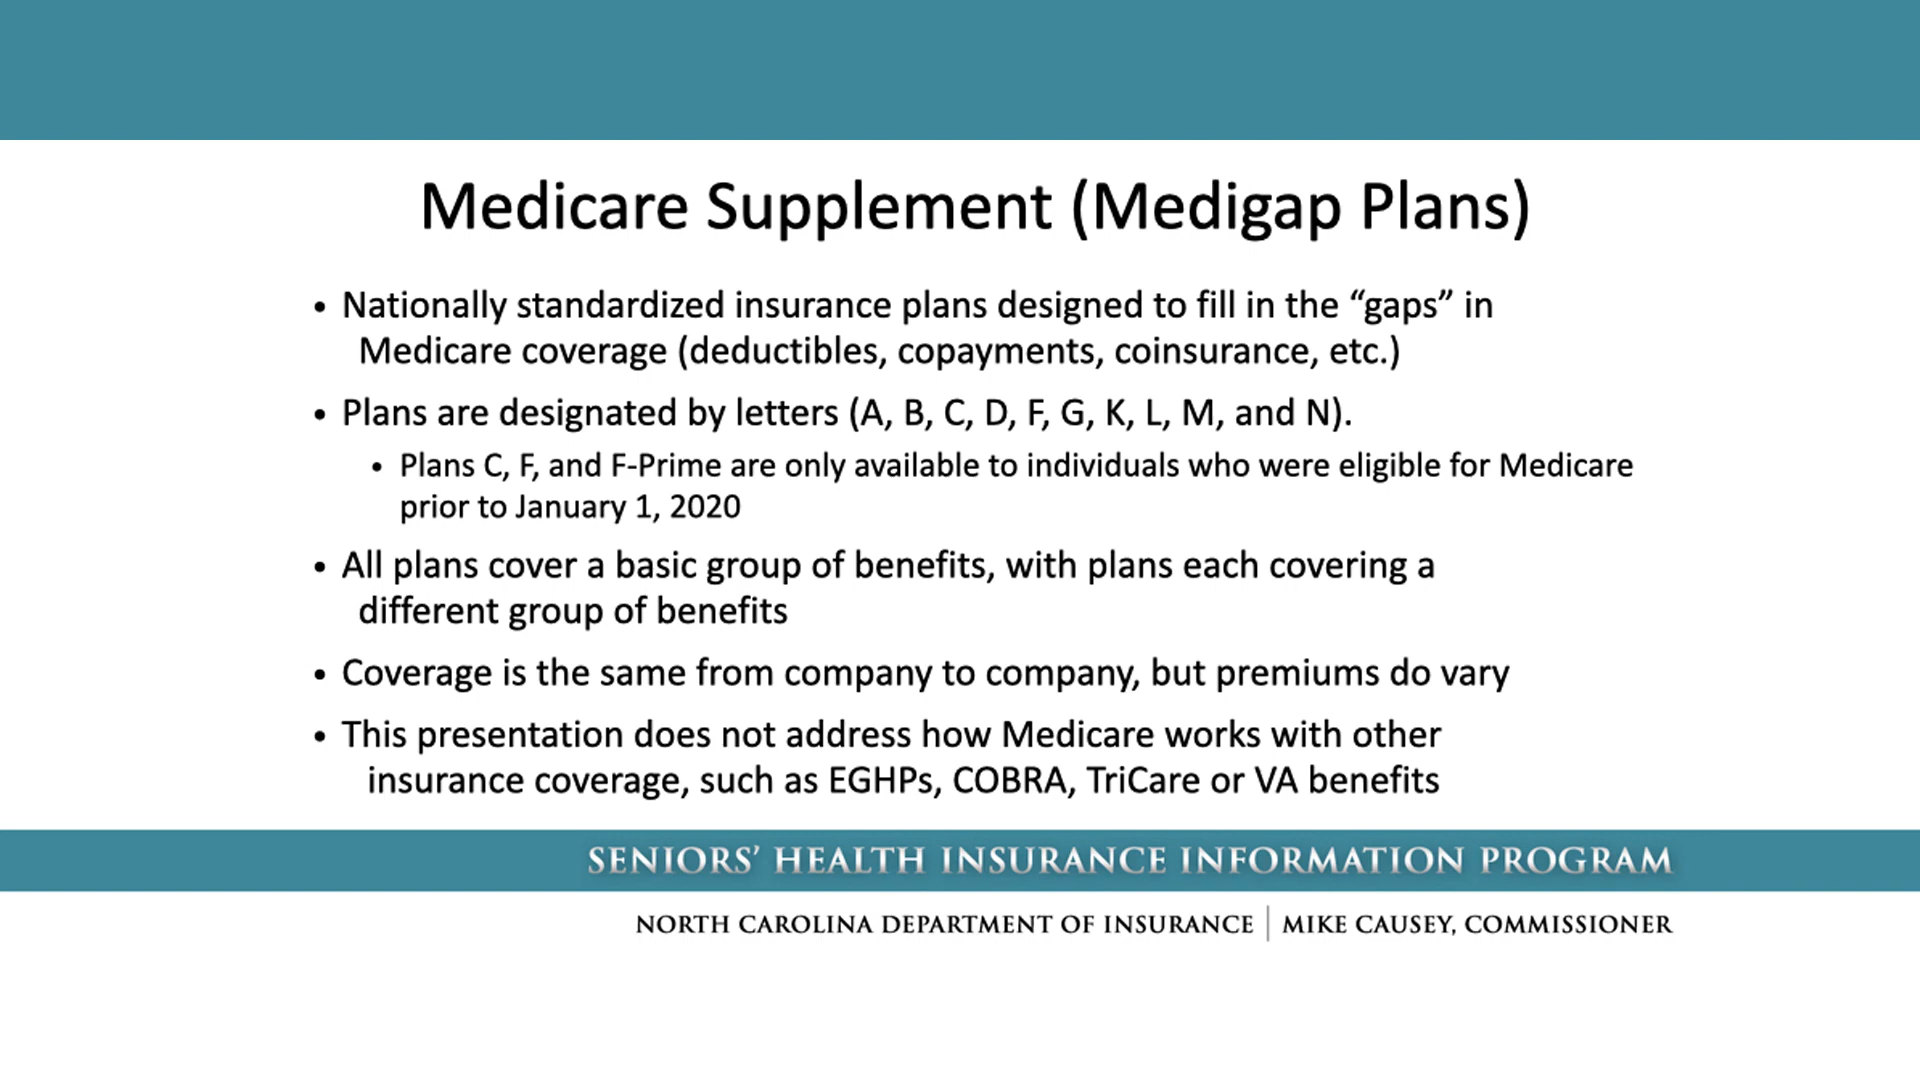 Medicare Supplement (Medigap Plans)
• Nationally standardized insurance plans designed to fill in the “gaps” in
Medicare coverage (deductibles, copayments, coinsurance, etc.)
• Plans are designated by letters (A, B, C, D, F, G, K, L, M, and N).
• Plans C, F, and F-Prime are only available to individuals who were eligible for Medicare
prior to January 1, 2020
• All plans cover a basic group of benefits, with plans each covering a
different group of benefits
• Coverage is the same from company to company, but premiums do vary
• This presentation does not address how Medicare works with other
insurance coverage, such as EGHPs, COBRA, TriCare or VA benefits
SENIORS’ HEALTH INSURANCE INFORMATION PROGRAM
NORTH CAROLINA DEPARTMENT OF INSURANCE | MIKE CAUSEY, COMMISSIONER